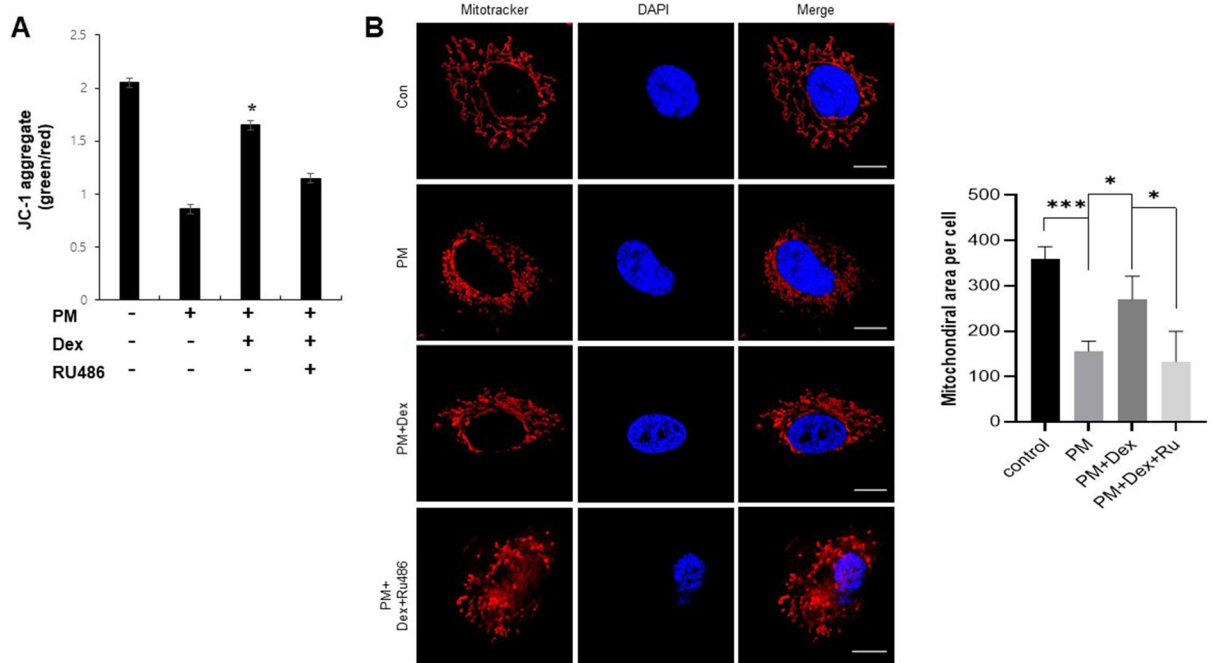 A
JC-1 aggregate
(green/red)
2.5
2
1.5
1
0.5
0
*
PM - + + +
Dex - - + +
RU486 - - - +
B
Mitotracker DAPI Merge
Con
PM
PM+Dex
PM+
Dex+Ru486
Mitochondiral area per cell
500
400
300
200
100
0
*** * *
control PM PM+Dex PM+Dex+Ru